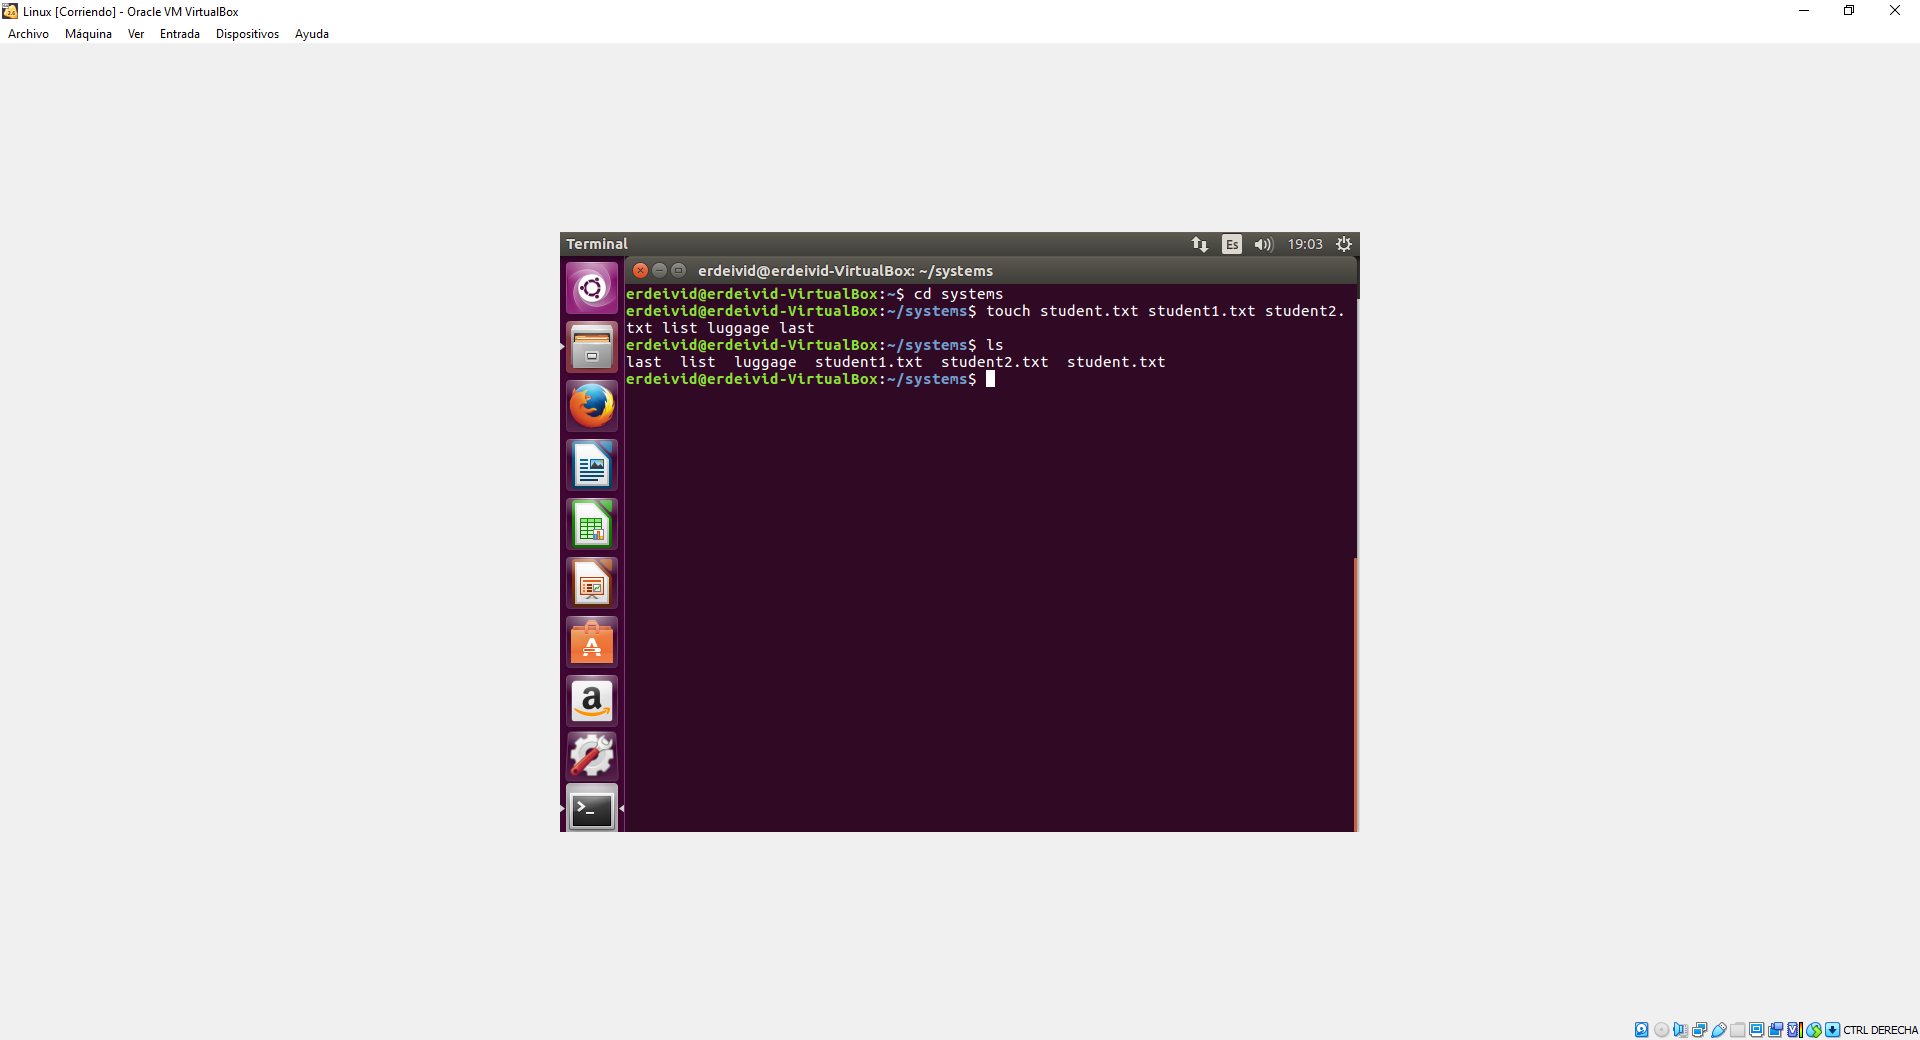 Linux [Corriendo] - Oracle VM VirtualBox
Archivo Máquina Ver Entrada Dispositivos Ayuda
Terminal Es 19:03
erdeivid@erdeivid-VirtualBox: ~/systems
erdeivid@erdeivid-VirtualBox:~$ cd systems
erdeivid@erdeivid-VirtualBox:~/systems$ touch student.txt student1.txt student2.
txt list luggage last
erdeivid@erdeivid-VirtualBox:~/systems$ ls
last list luggage student1.txt student2.txt student.txt
erdeivid@erdeivid-VirtualBox:~/systems$
CTRL DERECHA